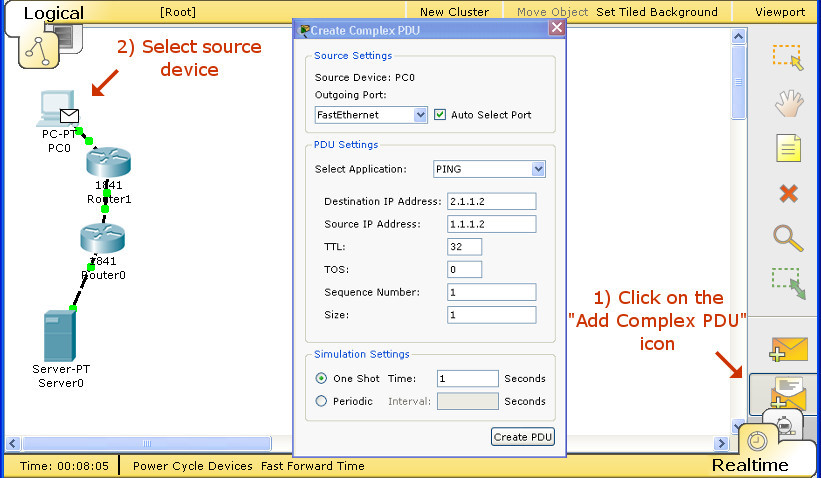 Logical
[Root]
New Cluster
Move Object
Set Tiled Background
Viewport
2) Select source
device
PC-PT
PC0
1841
Router1
1841
Router0
Server-PT
Server0
Create Complex PDU
Source Settings
Source Device: PC0
Outgoing Port:
FastEthernet
Auto Select Port
PDU Settings
Select Application: PING
Destination IP Address: 2.1.1.2
Source IP Address: 1.1.1.2
TTL: 32
TOS: 0
Sequence Number: 1
Size: 1
Simulation Settings
One Shot Time: 1 Seconds
Periodic Interval: Seconds
Create PDU
1) Click on the
"Add Complex PDU"
icon
Time: 00:08:05
Power Cycle Devices Fast Forward Time
Realtime